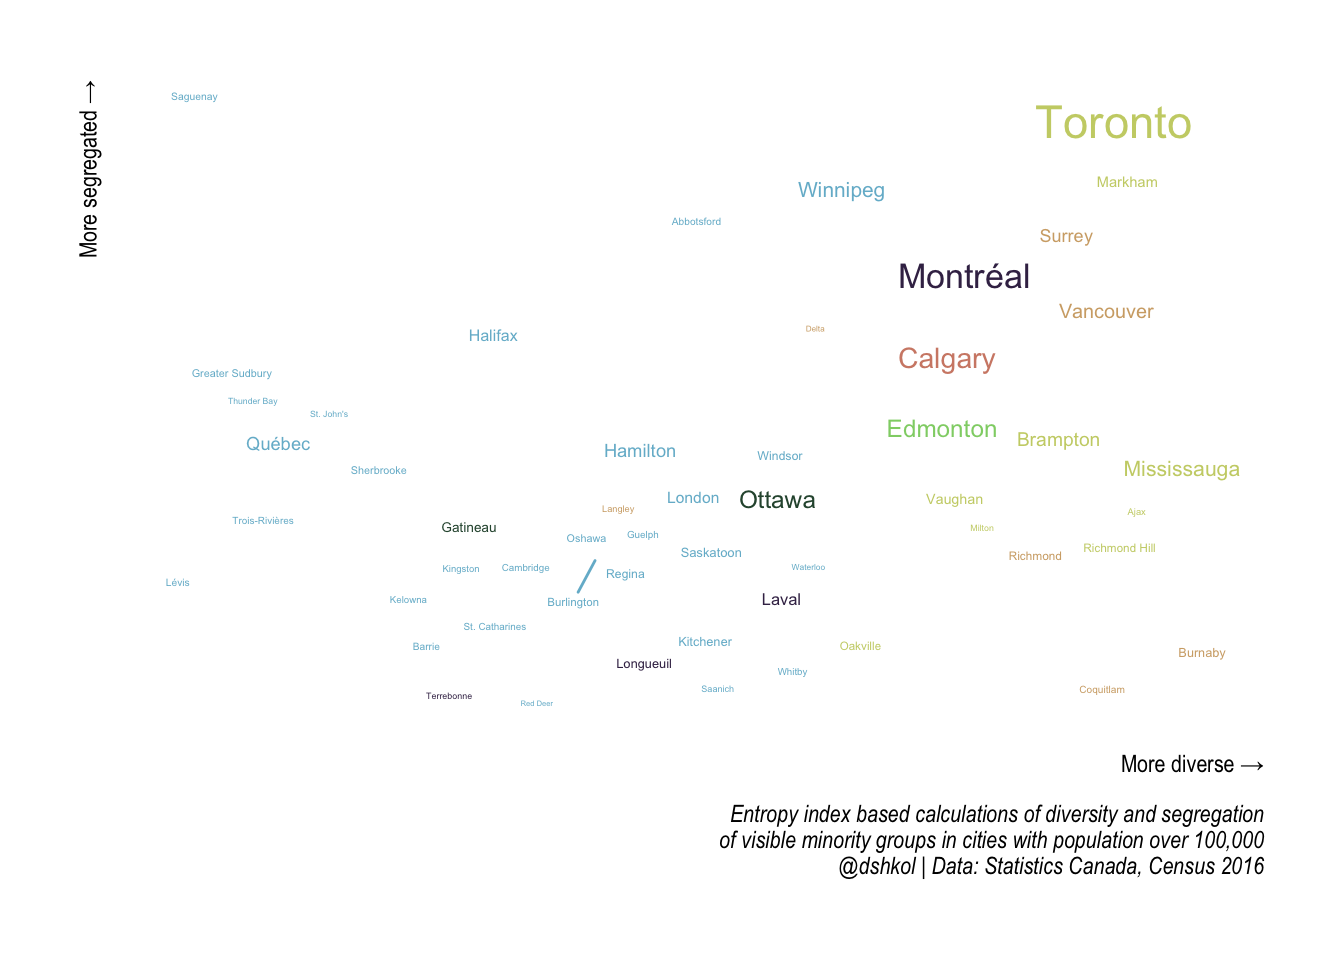 More segregated →
Saguenay
Toronto
Markham
Winnipeg
Abbotsford
Surrey
Montréal
Vancouver
Delta
Halifax
Calgary
Greater Sudbury
Thunder Bay
St. John's
Edmonton
Brampton
Québec
Hamilton
Windsor
Sherbrooke
Mississauga
London
Ottawa
Vaughan
Langley
Ajax
Trois-Rivières
Gatineau
Milton
Oshawa
Guelph
Saskatoon
Richmond
Richmond Hill
Kingston
Cambridge
Regina
Waterloo
Lévis
Kelowna
Burlington
Laval
St. Catharines
Barrie
Kitchener
Oakville
Burnaby
Longueuil
Whitby
Saanich
Coquitlam
Terrebonne
Red Deer
More diverse →
Entropy index based calculations of diversity and segregation
of visible minority groups in cities with population over 100,000
@dshkol | Data: Statistics Canada, Census 2016